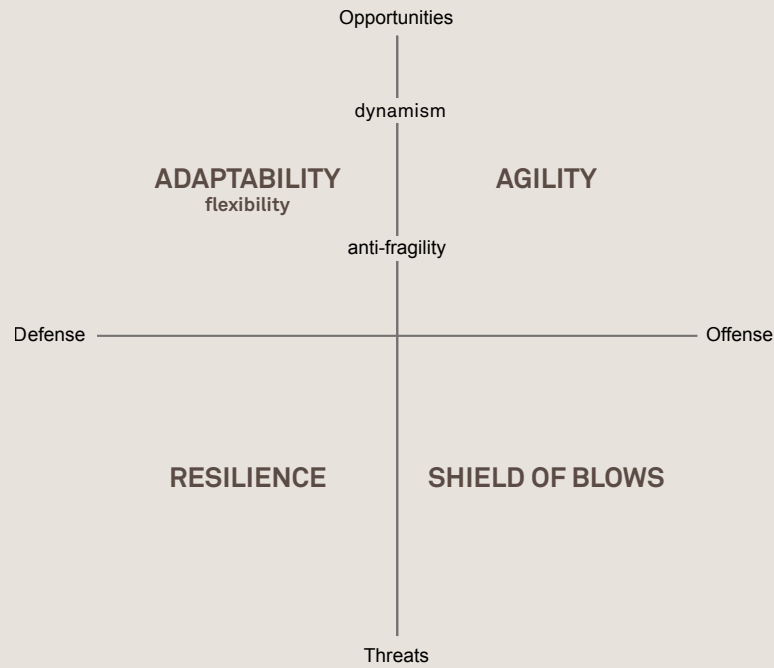 Opportunities
dynamism
ADAPTABILITY
flexibility
AGILITY
anti-fragility
Defense
Offense
RESILIENCE
SHIELD OF BLOWS
Threats